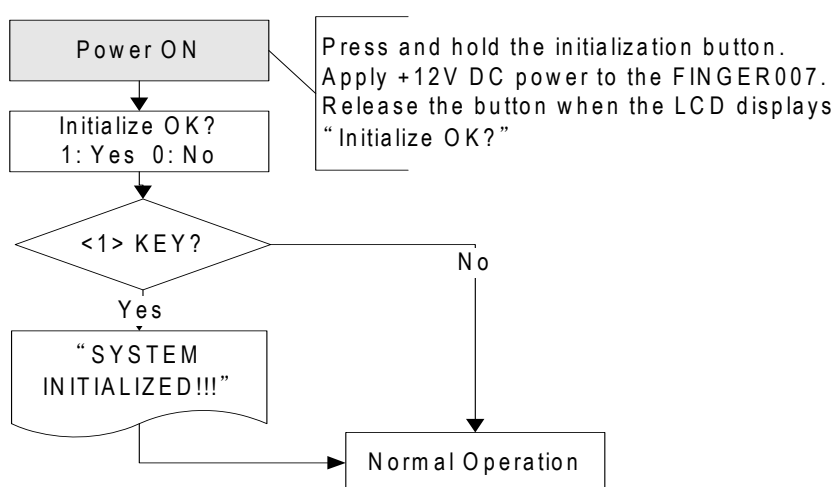 Power ON
Press and hold the initialization button.
Apply +12V DC power to the FINGER007.
Release the button when the LCD displays
“Initialize OK?”
Initialize OK?
1: Yes 0: No
<1> KEY?
No
Yes
“SYSTEM
INITIALIZED!!!”
Normal Operation